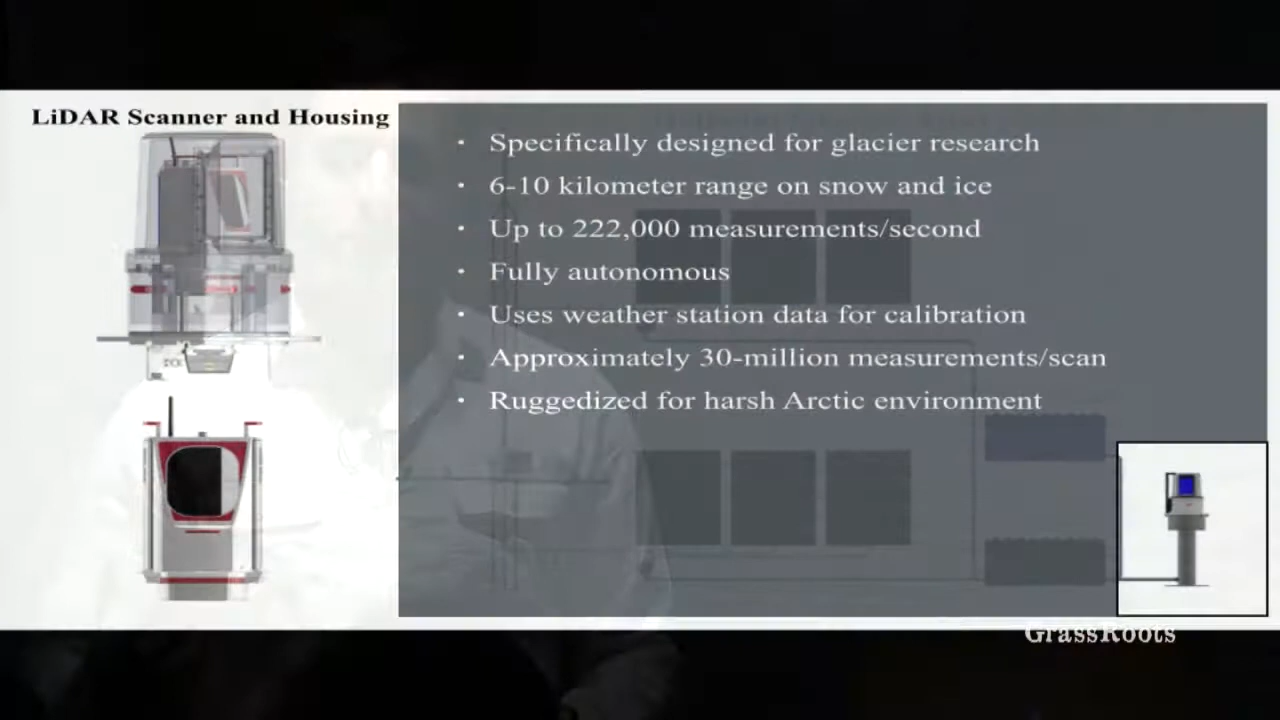 LiDAR Scanner and Housing
• Specifically designed for glacier research
• 6-10 kilometer range on snow and ice
• Up to 222,000 measurements/second
• Fully autonomous
• Uses weather station data for calibration
• Approximately 30-million measurements/scan
• Ruggedized for harsh Arctic environment
GrassRoots